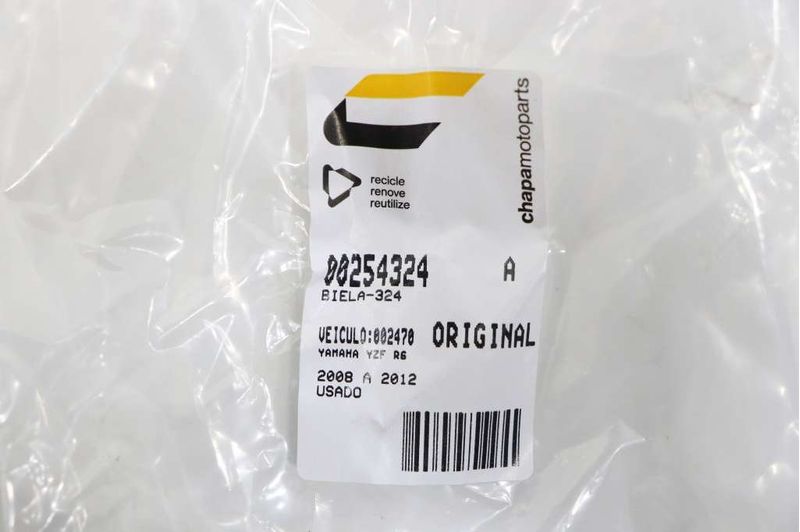 chapamotoparts
recicle
renove
reutilize
00254324 A
BIELA-324
VEICULO:002470 ORIGINAL
YAMAHA YZF R6
2008 A 2012
USADO